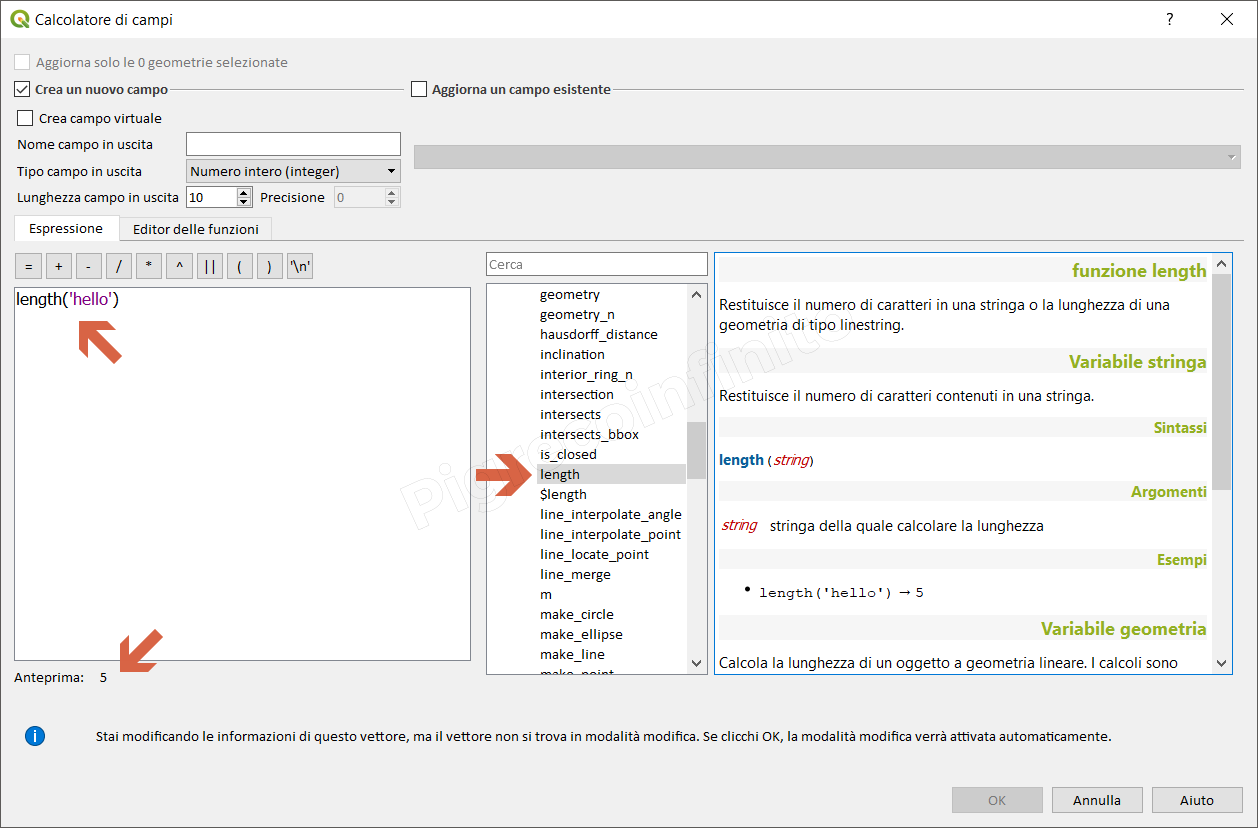 Calcolatore di campi
?
Aggiorna solo le 0 geometrie selezionate
Crea un nuovo campo
Aggiorna un campo esistente
Crea campo virtuale
Nome campo in uscita
Tipo campo in uscita
Numero intero (integer)
Lunghezza campo in uscita
10
Precisione
0
Espressione
Editor delle funzioni
= + - / * ^ || ( ) '\n'
length('hello')
Anteprima: 5
Cerca
geometry
geometry_n
hausdorff_distance
inclination
interior_ring_n
intersection
intersects
intersects_bbox
is_closed
length
$length
line_interpolate_angle
line_interpolate_point
line_locate_point
line_merge
m
make_circle
make_ellipse
make_line
make_point
funzione length
Restituisce il numero di caratteri in una stringa o la lunghezza di una
geometria di tipo linestring.
Variabile stringa
Restituisce il numero di caratteri contenuti in una stringa.
Sintassi
length (string)
Argomenti
string stringa della quale calcolare la lunghezza
Esempi
• length('hello') → 5
Variabile geometria
Calcola la lunghezza di un oggetto a geometria lineare. I calcoli sono
Pigrecoinfinito
i
Stai modificando le informazioni di questo vettore, ma il vettore non si trova in modalità modifica. Se clicchi OK, la modalità modifica verrà attivata automaticamente.
OK
Annulla
Aiuto